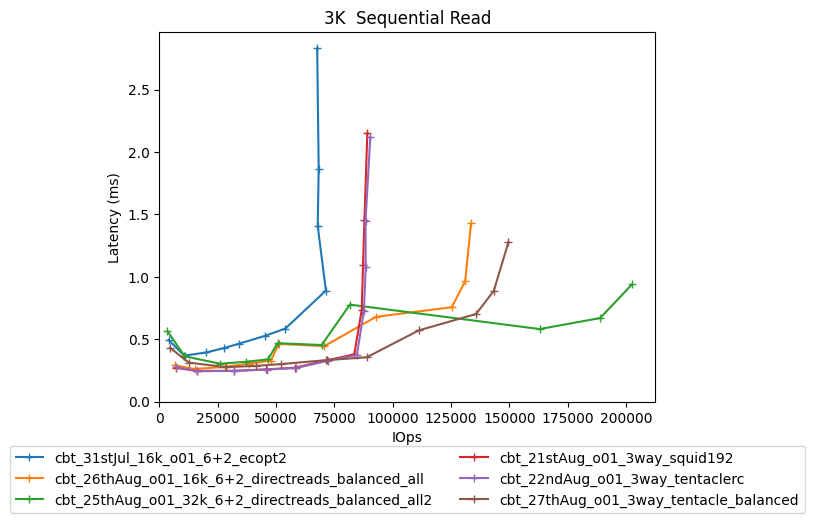 3K  Sequential Read
Latency (ms)
2.5
2.0
1.5
1.0
0.5
0.0
0 25000 50000 75000 100000 125000 150000 175000 200000
IOps
cbt_31stJul_16k_o01_6+2_ecopt2
cbt_26thAug_o01_16k_6+2_directreads_balanced_all
cbt_25thAug_o01_32k_6+2_directreads_balanced_all2
cbt_21stAug_o01_3way_squid192
cbt_22ndAug_o01_3way_tentaclerc
cbt_27thAug_o01_3way_tentacle_balanced